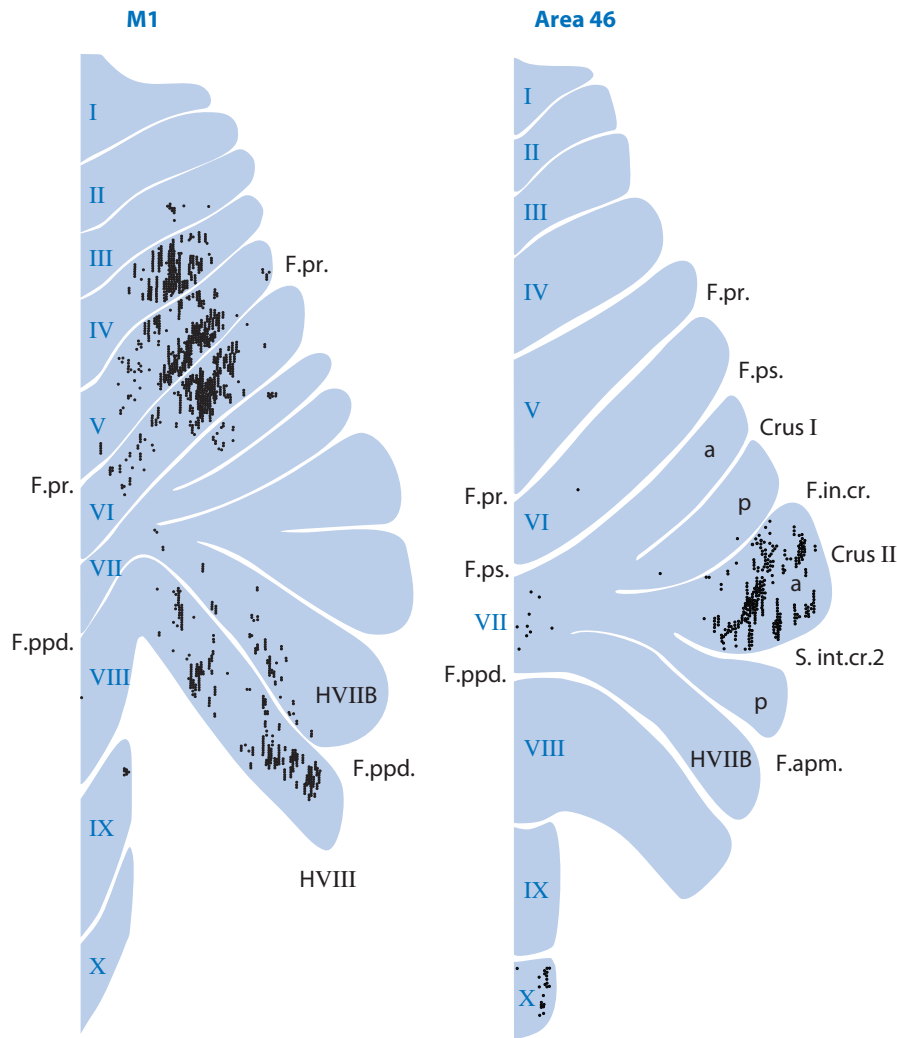 M1
I
II
III
F.pr.
IV
V
F.pr.
VI
VII
F.ppd.
VIII
HVIIB
F.ppd.
IX
HVIII
X
Area 46
I
II
III
IV
F.pr.
F.ps.
V
Crus I
a
F.pr.
F.in.cr.
p
VI
Crus II
F.ps.
a
VII
S. int.cr.2
F.ppd.
p
VIII
HVIIB
F.apm.
IX
X